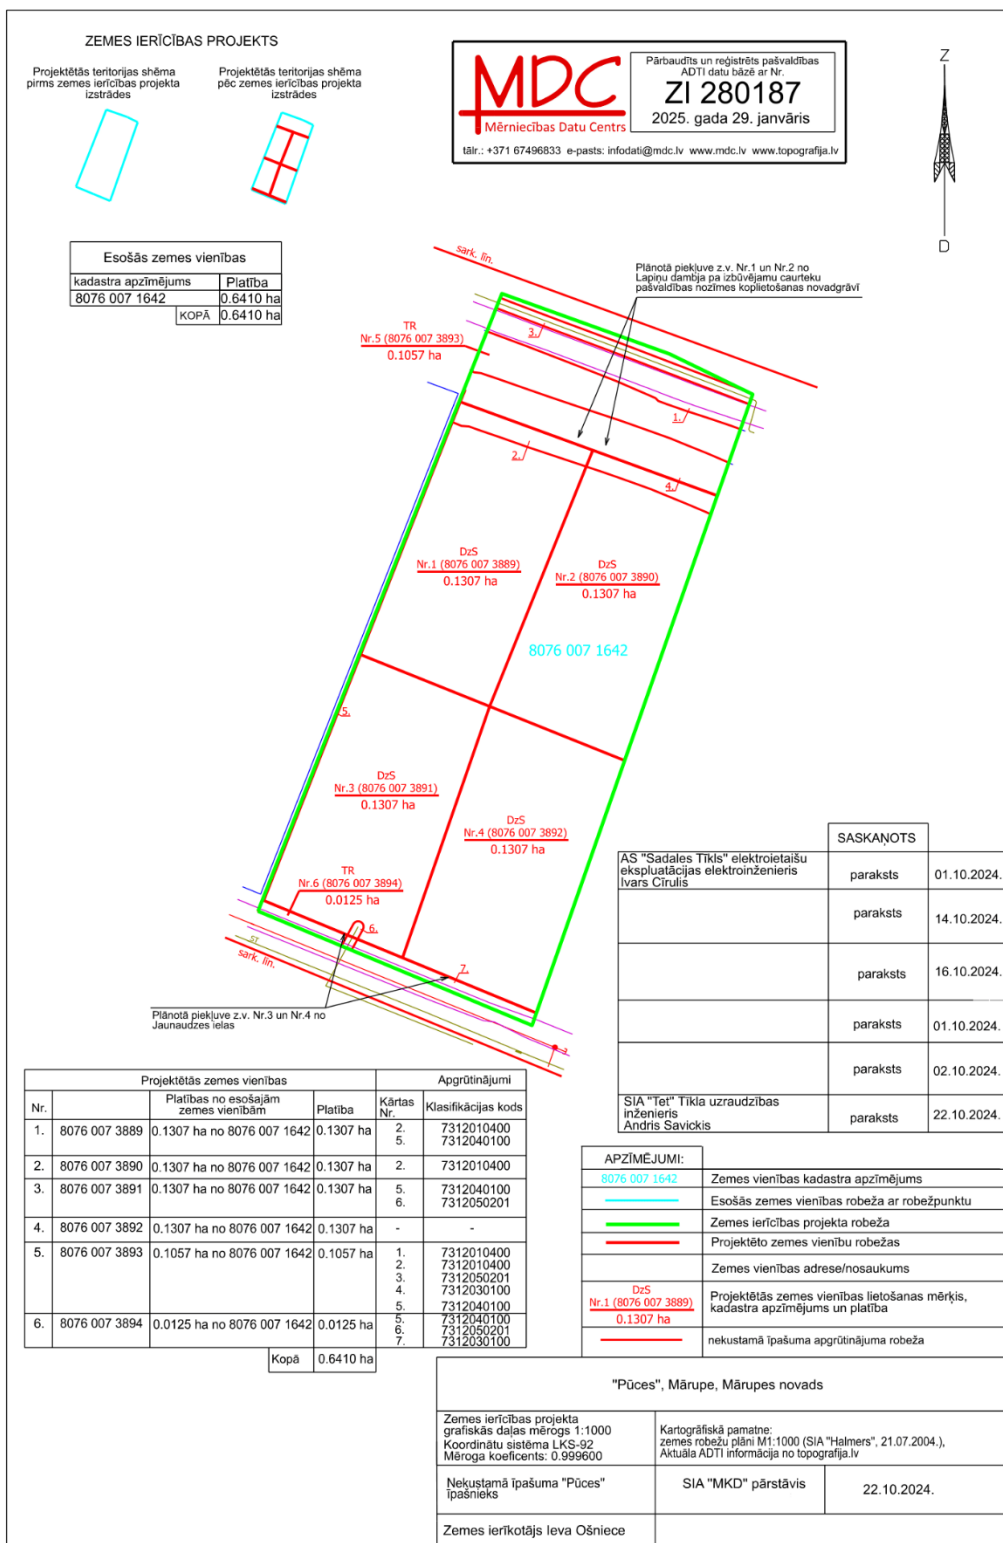 ZEMES IERĪCĪBAS PROJEKTS
Projektētās teritorijas shēma
pirms zemes ierīcības projekta
izstrādes
Projektētās teritorijas shēma
pēc zemes ierīcības projekta
izstrādes
MDC
Mērniecības Datu Centrs
Pārbaudīts un reģistrēts pašvaldības
ADTI datu bāzē ar Nr.
ZI 280187
2025. gada 29. janvāris
tālr.: +371 67496833 e-pasts: infodati@mdc.lv www.mdc.lv www.topografija.lv
Z
D
Esošās zemes vienības
kadastra apzīmējums Platība
8076 007 1642 0.6410 ha
KOPĀ 0.6410 ha
sark. līn.
Plānotā piekļuve z.v. Nr.1 un Nr.2 no
Lapiņu dambja pa izbūvējamu caurteku
pašvaldības nozīmes koplietošanas novadgrāvī
TR
Nr.5 (8076 007 3893)
0.1057 ha
3.
1.
2.
4.
DzS
Nr.1 (8076 007 3889)
0.1307 ha
DzS
Nr.2 (8076 007 3890)
0.1307 ha
8076 007 1642
5.
DzS
Nr.3 (8076 007 3891)
0.1307 ha
DzS
Nr.4 (8076 007 3892)
0.1307 ha
TR
Nr.6 (8076 007 3894)
0.0125 ha
6.
7.
sark. līn.
Plānotā piekļuve z.v. Nr.3 un Nr.4 no
Jaunaudzes ielas
SASKAŅOTS
AS "Sadales Tīkls" elektroietaišu
ekspluatācijas elektroinženieris
Ivars Cīrulis
paraksts 01.10.2024.
paraksts 14.10.2024.
paraksts 16.10.2024.
paraksts 01.10.2024.
paraksts 02.10.2024.
SIA "Tet" Tīkla uzraudzības
inženieris
Andris Savickis
paraksts 22.10.2024.
Projektētās zemes vienības Apgrūtinājumi
Nr. Platības no esošajām
zemes vienībām Platība Kārtas
Nr. Klasifikācijas kods
1. 8076 007 3889 0.1307 ha no 8076 007 1642 0.1307 ha 2. 7312010400
5. 7312040100
2. 8076 007 3890 0.1307 ha no 8076 007 1642 0.1307 ha 2. 7312010400
3. 8076 007 3891 0.1307 ha no 8076 007 1642 0.1307 ha 5. 7312040100
6. 7312050201
4. 8076 007 3892 0.1307 ha no 8076 007 1642 0.1307 ha - -
5. 8076 007 3893 0.1057 ha no 8076 007 1642 0.1057 ha 1. 7312010400
2. 7312010400
3. 7312050201
4. 7312030100
5. 7312040100
6. 8076 007 3894 0.0125 ha no 8076 007 1642 0.0125 ha 5. 7312040100
6. 7312050201
7. 7312030100
Kopā 0.6410 ha
APZĪMĒJUMI:
8076 007 1642 Zemes vienības kadastra apzīmējums
Esošās zemes vienības robeža ar robežpunktu
Zemes ierīcības projekta robeža
Projektēto zemes vienību robežas
Zemes vienības adrese/nosaukums
DzS
Nr.1 (8076 007 3889)
0.1307 ha
Projektētās zemes vienības lietošanas mērķis,
kadastra apzīmējums un platība
nekustamā īpašuma apgrūtinājuma robeža
"Pūces", Mārupe, Mārupes novads
Zemes ierīcības projekta
grafiskās daļas mērogs 1:1000
Koordinātu sistēma LKS-92
Mēroga koeficents: 0.999600
Kartogrāfiskā pamatne:
zemes robežu plāni M1:1000 (SIA "Halmers", 21.07.2004.),
Aktuāla ADTI informācija no topografija.lv
Nekustamā īpašuma "Pūces"
īpašnieks
SIA "MKD" pārstāvis 22.10.2024.
Zemes ierīkotājs Ieva Ošniece